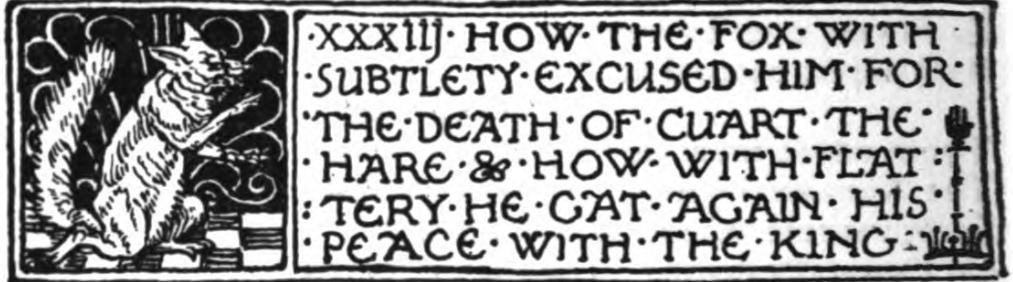 ·XXXIIJ· HOW· THE· FOX· WITH
·SUBTLETY· EXCUSED· HIM· FOR·
·THE· DEATH· OF· CUART· THE·
·HARE· &· HOW· WITH· FLAT:
:TERY· HE· GAT· AGAIN· HIS·
·PEACE· WITH· THE· KING: